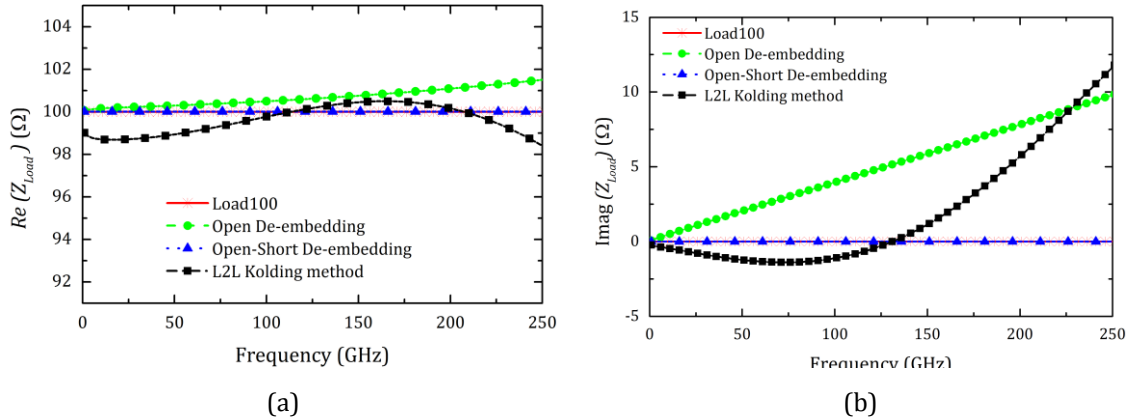 104
102
100
98
96
94
92
Re (Z_Load) (Ω)
Load100
Open De-embedding
Open-Short De-embedding
L2L Kolding method
0 50 100 150 200 250
Frequency (GHz)
(a)
15
10
5
0
-5
Imag (Z_Load) (Ω)
Load100
Open De-embedding
Open-Short De-embedding
L2L Kolding method
0 50 100 150 200 250
Frequency (GHz)
(b)